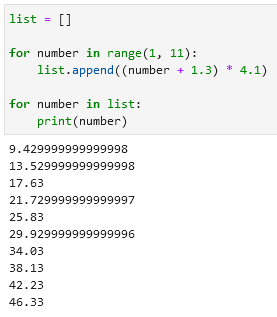 list = []
for number in range(1, 11):
    list.append((number + 1.3) * 4.1)
for number in list:
    print(number)
9.429999999999998
13.529999999999998
17.63
21.729999999999997
25.83
29.929999999999996
34.03
38.13
42.23
46.33